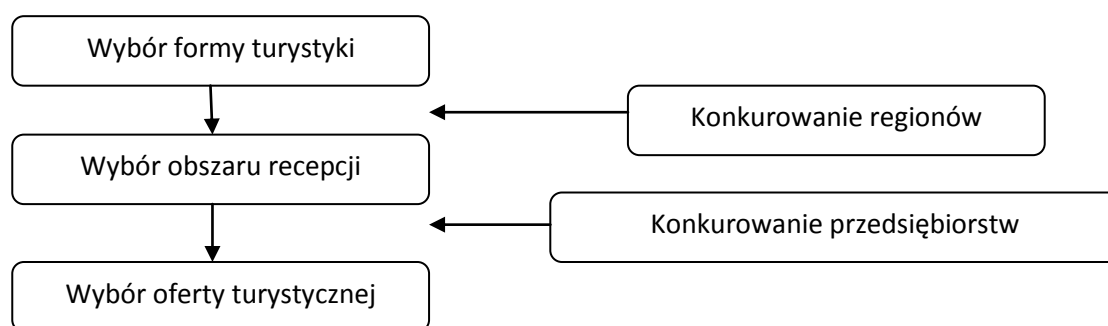 Wybór formy turystyki
Konkurowanie regionów
Wybór obszaru recepcji
Konkurowanie przedsiębiorstw
Wybór oferty turystycznej